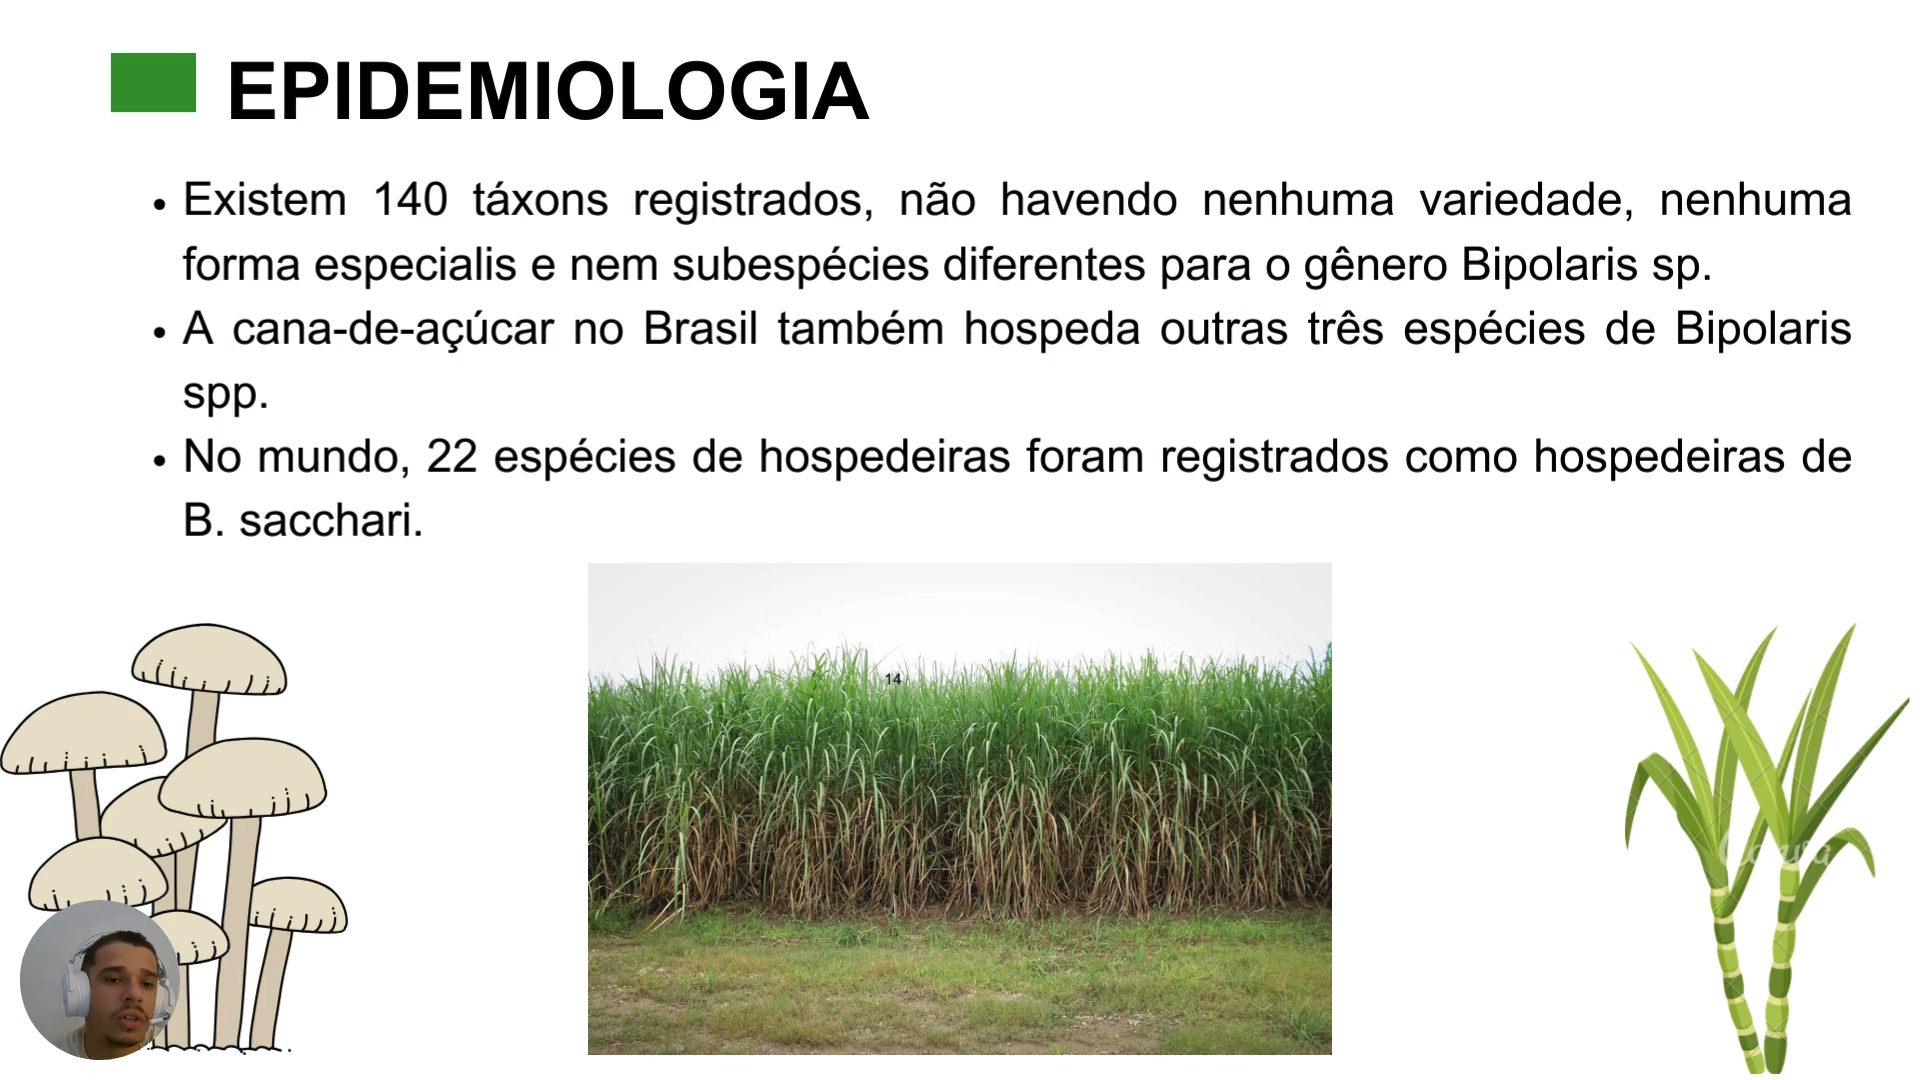 EPIDEMIOLOGIA
• Existem 140 táxons registrados, não havendo nenhuma variedade, nenhuma
forma especialis e nem subespécies diferentes para o gênero Bipolaris sp.
• A cana-de-açúcar no Brasil também hospeda outras três espécies de Bipolaris
spp.
• No mundo, 22 espécies de hospedeiras foram registrados como hospedeiras de
B. sacchari.
14
Canva